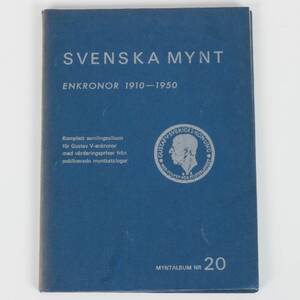 SVENSKA MYNT
ENKRONOR 1910—1950
Komplett samlingsalbum
för Gustav V-enkronor
med värderingspriser från
publicerade myntkataloger
MYNTALBUM NR 20